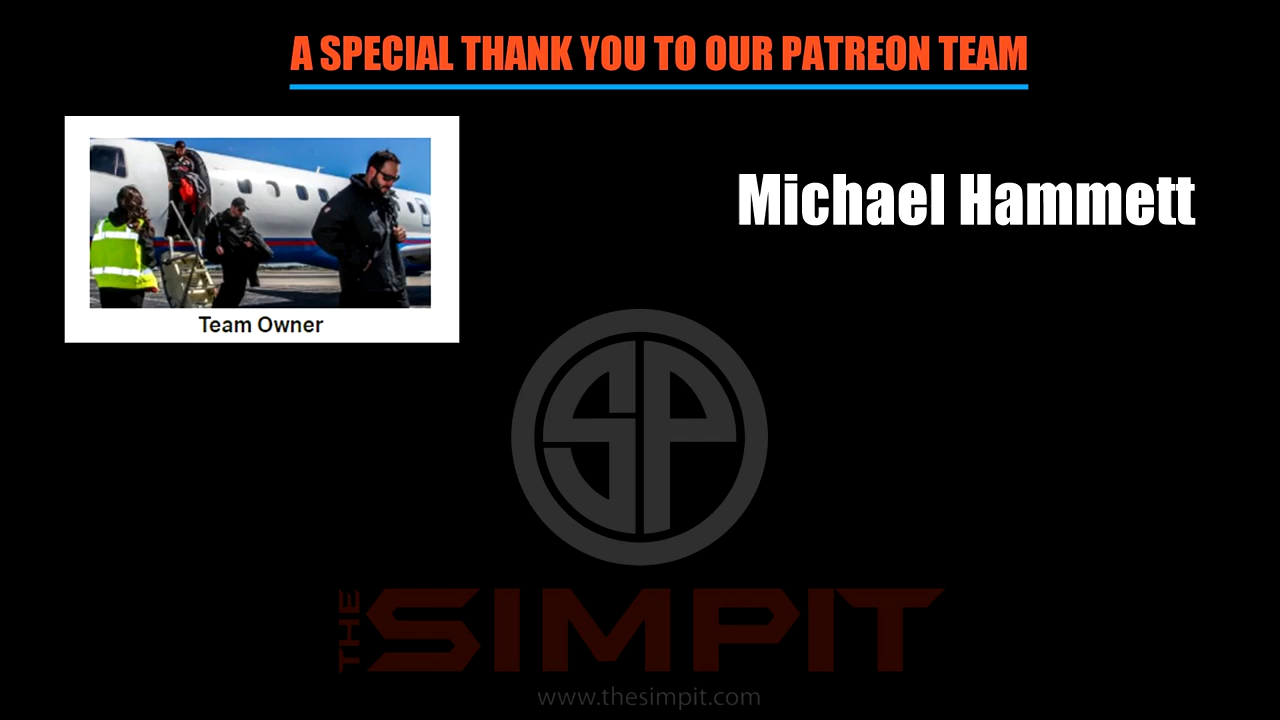 A SPECIAL THANK YOU TO OUR PATREON TEAM
Michael Hammett
Team Owner
SP
THE SIMPIT
www.thesimpit.com